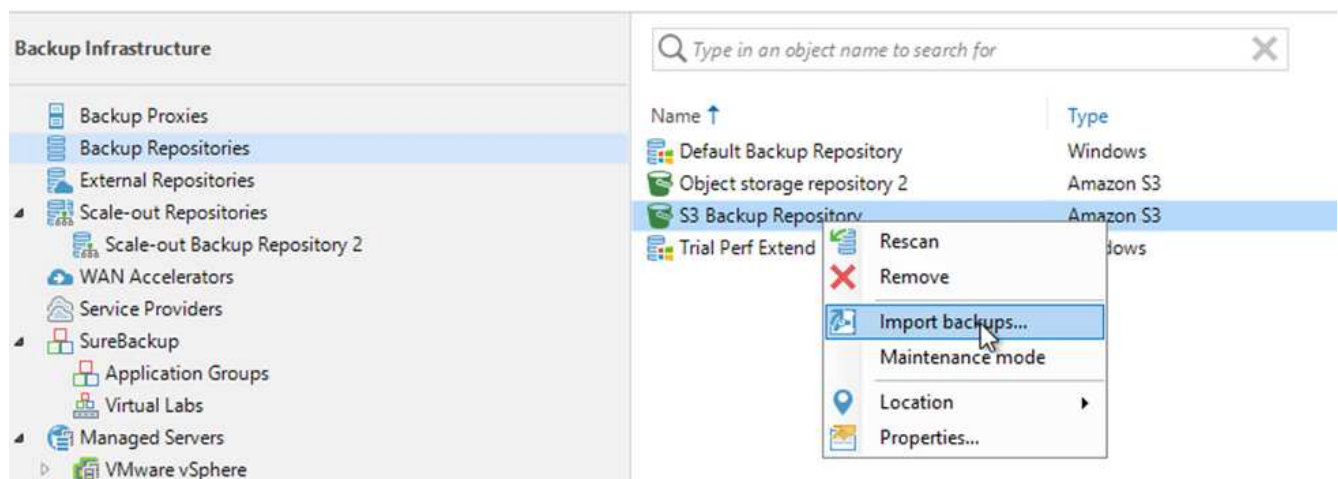 Backup Infrastructure
Backup Proxies
Backup Repositories
External Repositories
Scale-out Repositories
Scale-out Backup Repository 2
WAN Accelerators
Service Providers
SureBackup
Application Groups
Virtual Labs
Managed Servers
VMware vSphere
Type in an object name to search for
Name Type
Default Backup Repository Windows
Object storage repository 2 Amazon S3
S3 Backup Repository Amazon S3
Trial Perf Extend dows
Rescan
Remove
Import backups...
Maintenance mode
Location
Properties...